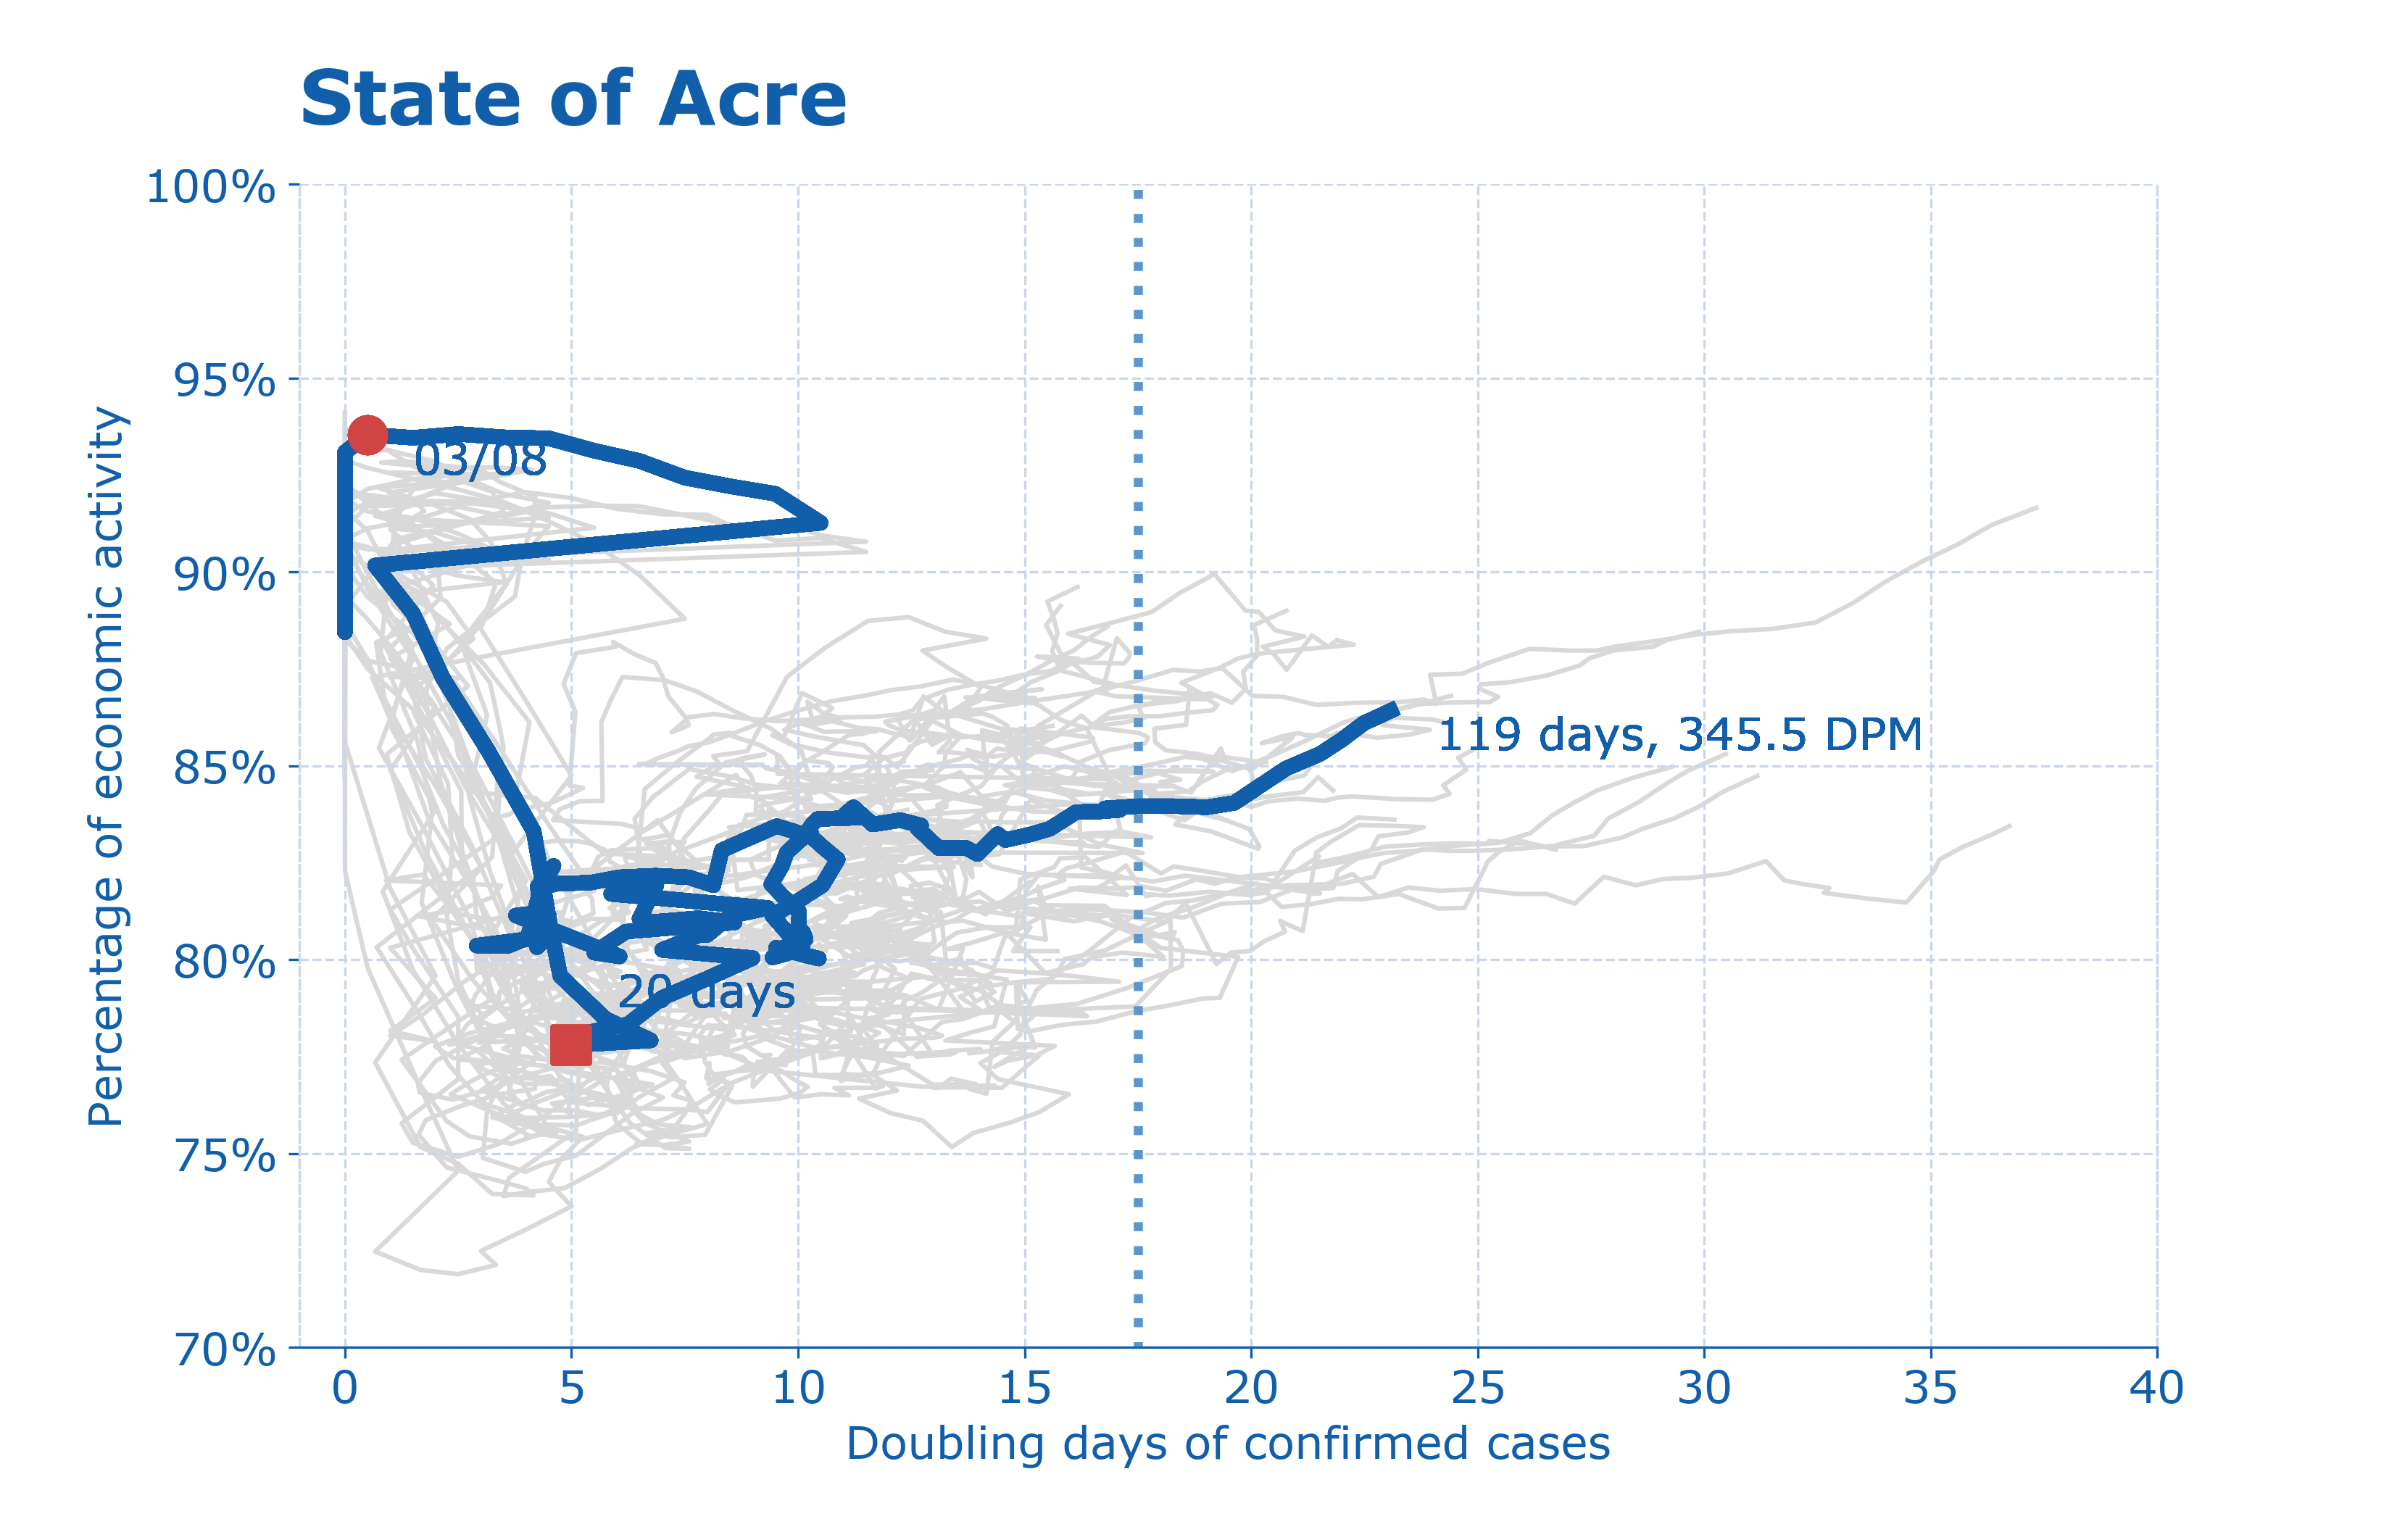 State of Acre
100%
95%
90%
85%
80%
75%
70%
Percentage of economic activity
03/08
119 days, 345.5 DPM
20 days
0 5 10 15 20 25 30 35 40
Doubling days of confirmed cases